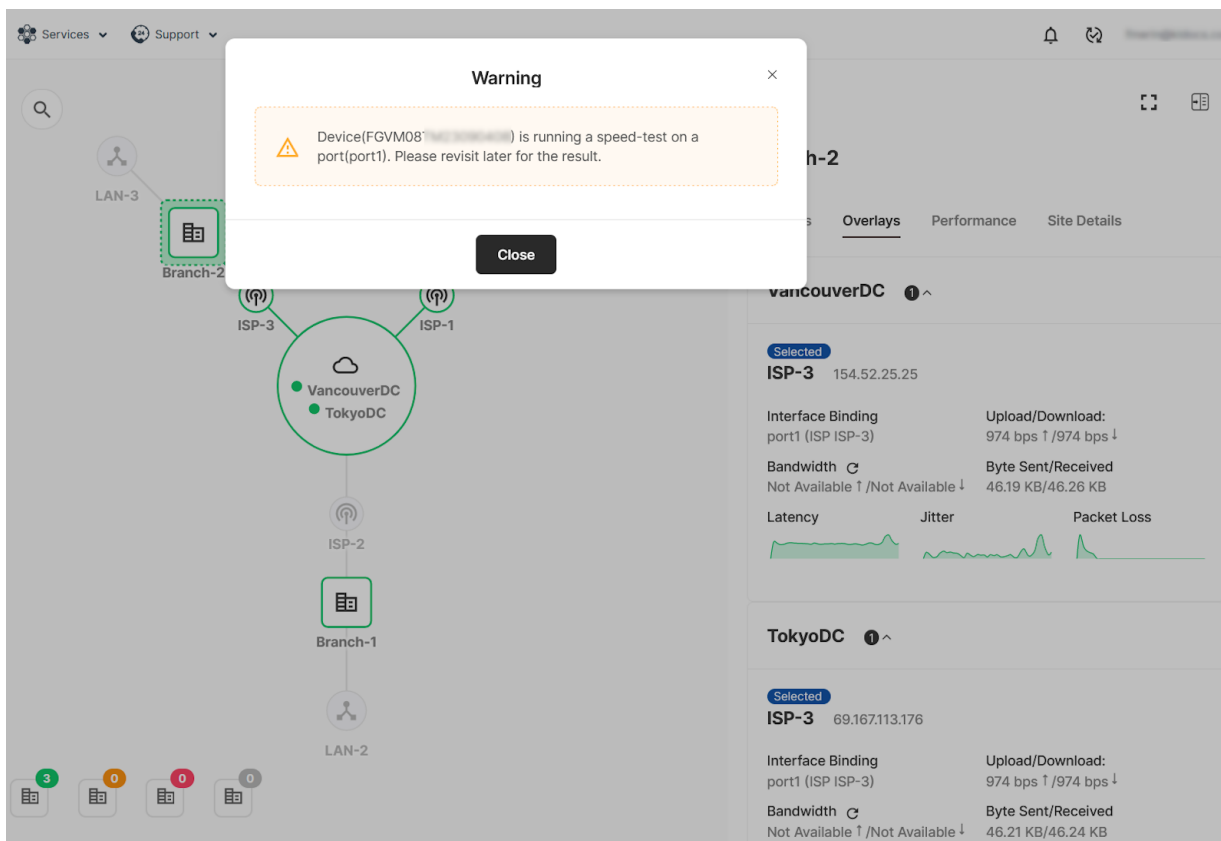 Services
Support
Warning
Device(FGVM08 ) is running a speed-test on a
port(port1). Please revisit later for the result.
Close
LAN-3
Branch-2
ISP-3
ISP-1
VancouverDC
TokyoDC
ISP-2
Branch-1
LAN-2
3
0
0
0
h-2
s
Overlays
Performance
Site Details
VancouverDC
1
Selected
ISP-3
154.52.25.25
Interface Binding
Upload/Download:
port1 (ISP ISP-3)
974 bps ↑/974 bps ↓
Bandwidth
Byte Sent/Received
Not Available ↑/Not Available ↓
46.19 KB/46.26 KB
Latency
Jitter
Packet Loss
TokyoDC
1
Selected
ISP-3
69.167.113.176
Interface Binding
Upload/Download:
port1 (ISP ISP-3)
974 bps ↑/974 bps ↓
Bandwidth
Byte Sent/Received
Not Available ↑/Not Available ↓
46.21 KB/46.24 KB